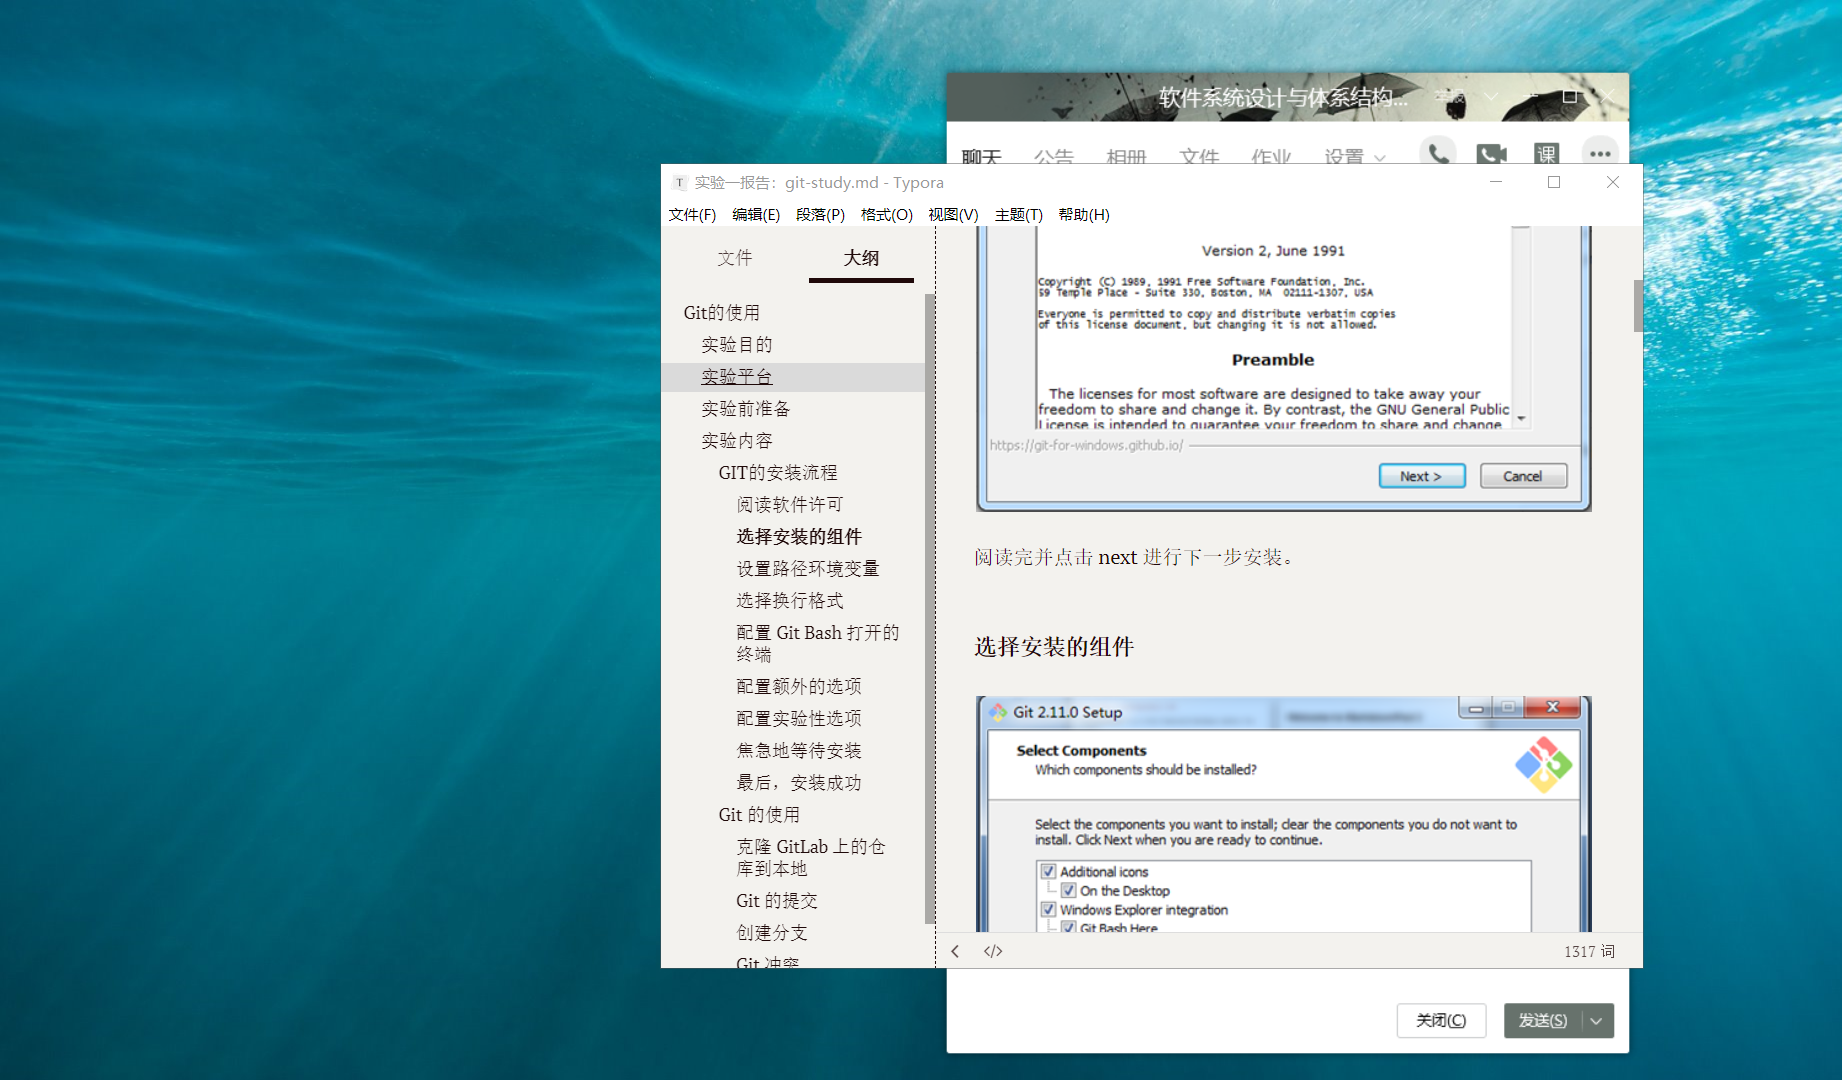 软件系统设计与体系结构...
聊天 公告 相册 文件 作业 设置
课
实验一报告：git-study.md - Typora
文件(F) 编辑(E) 段落(P) 格式(O) 视图(V) 主题(T) 帮助(H)
文件 大纲
Git的使用
实验目的
实验平台
实验前准备
实验内容
GIT的安装流程
阅读软件许可
选择安装的组件
设置路径环境变量
选择换行格式
配置 Git Bash 打开的
终端
配置额外的选项
配置实验性选项
焦急地等待安装
最后，安装成功
Git 的使用
克隆 GitLab 上的仓
库到本地
Git 的提交
创建分支
Git 冲突
Version 2, June 1991
Copyright (C) 1989, 1991 Free Software Foundation, Inc.
59 Temple Place - Suite 330, Boston, MA 02111-1307, USA
Everyone is permitted to copy and distribute verbatim copies
of this license document, but changing it is not allowed.
Preamble
The licenses for most software are designed to take away your
freedom to share and change it. By contrast, the GNU General Public
License is intended to guarantee your freedom to share and change
https://git-for-windows.github.io/
Next > Cancel
阅读完并点击 next 进行下一步安装。
选择安装的组件
Git 2.11.0 Setup
Select Components
Which components should be installed?
Select the components you want to install; clear the components you do not want to
install. Click Next when you are ready to continue.
Additional icons
On the Desktop
Windows Explorer integration
Git Bash Here
</> 1317 词
关闭(C) 发送(S)